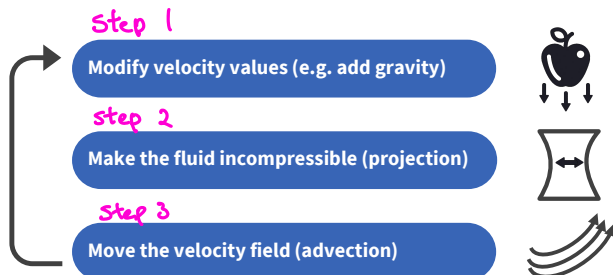 Step 1
Modify velocity values (e.g. add gravity)
step 2
Make the fluid incompressible (projection)
step 3
Move the velocity field (advection)